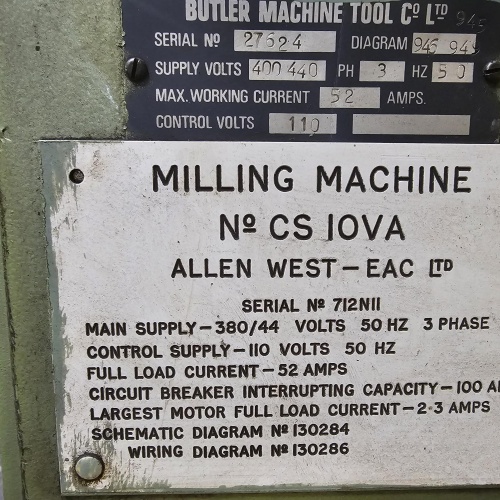 BUTLER MACHINE TOOL Cº LTD 945
SERIAL Nº 27624 DIAGRAM 946 949
SUPPLY VOLTS 400 440 PH 3 HZ 50
MAX. WORKING CURRENT 52 AMPS.
CONTROL VOLTS 110
MILLING MACHINE
Nº CS 10VA
ALLEN WEST – EAC LTD
SERIAL Nº 712N11
MAIN SUPPLY – 380/44 VOLTS 50 HZ 3 PHASE
CONTROL SUPPLY – 110 VOLTS 50 HZ
FULL LOAD CURRENT – 52 AMPS
CIRCUIT BREAKER INTERRUPTING CAPACITY – 100 A
LARGEST MOTOR FULL LOAD CURRENT – 2·3 AMPS
SCHEMATIC DIAGRAM Nº 130284
WIRING DIAGRAM Nº 130286